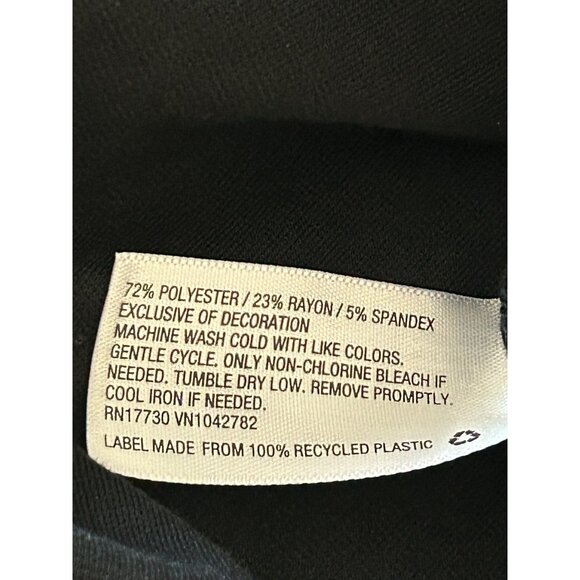 72% POLYESTER / 23% RAYON / 5% SPANDEX
EXCLUSIVE OF DECORATION
MACHINE WASH COLD WITH LIKE COLORS.
GENTLE CYCLE. ONLY NON-CHLORINE BLEACH IF
NEEDED. TUMBLE DRY LOW. REMOVE PROMPTLY.
COOL IRON IF NEEDED.
RN17730 VN1042782
LABEL MADE FROM 100% RECYCLED PLASTIC